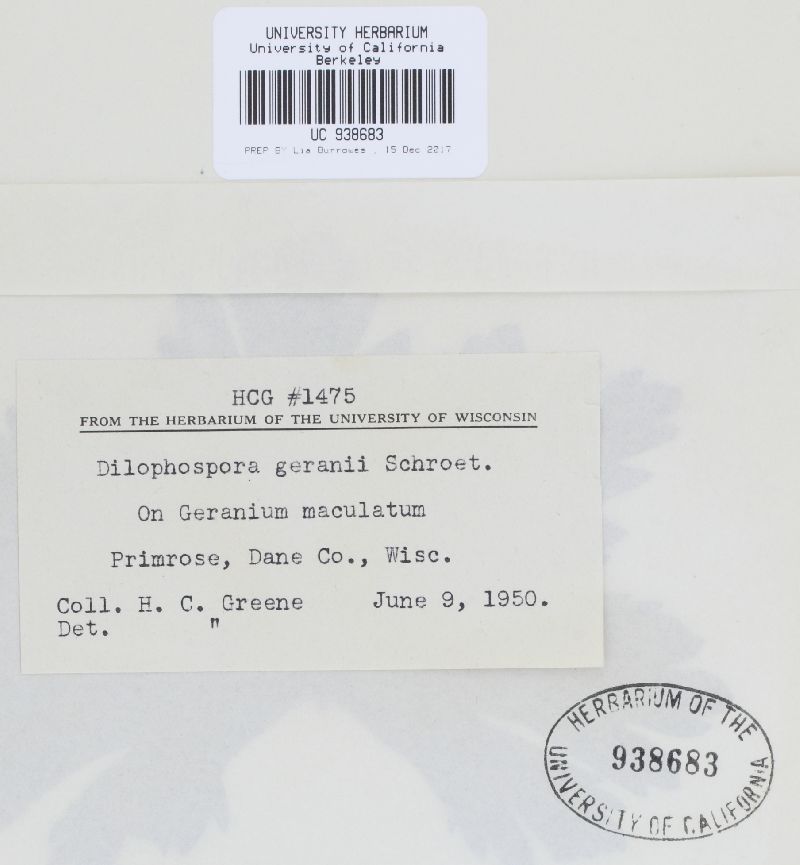 UNIVERSITY HERBARIUM
University of California
Berkeley
UC 938683
PREP BY Lia Burrowes , 15 Dec 2017
HCG #1475
FROM THE HERBARIUM OF THE UNIVERSITY OF WISCONSIN
Dilophospora geranii Schroet.
On Geranium maculatum
Primrose, Dane Co., Wisc.
Coll. H. C. Greene June 9, 1950.
Det. "
HERBARIUM OF THE
938683
UNIVERSITY OF CALIFORNIA